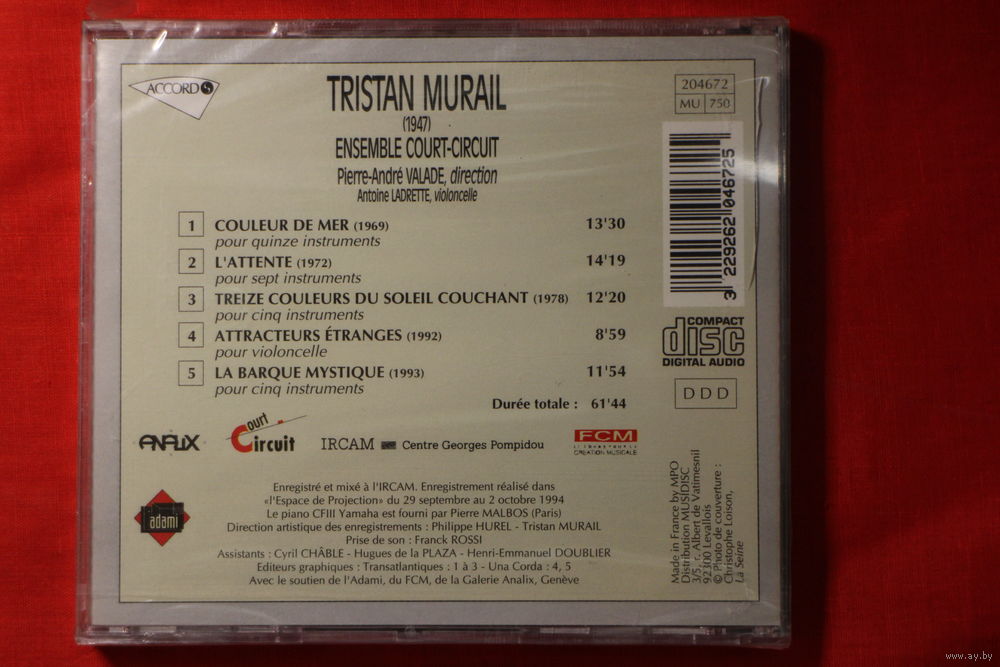 ACCORD
TRISTAN MURAIL
(1947)
ENSEMBLE COURT-CIRCUIT
Pierre-André VALADE, direction
Antoine LADRETTE, violoncelle
204672
MU 750
3 229262 046725
1 COULEUR DE MER (1969) 13'30
pour quinze instruments
2 L'ATTENTE (1972) 14'19
pour sept instruments
3 TREIZE COULEURS DU SOLEIL COUCHANT (1978) 12'20
pour cinq instruments
4 ATTRACTEURS ÉTRANGES (1992) 8'59
pour violoncelle
5 LA BARQUE MYSTIQUE (1993) 11'54
pour cinq instruments
Durée totale : 61'44
COMPACT
disc
DIGITAL AUDIO
DDD
Court
Circuit
IRCAM Centre Georges Pompidou
FCM
CREATION MUSICALE
adami
Enregistré et mixé à l'IRCAM. Enregistrement réalisé dans
«l'Espace de Projection» du 29 septembre au 2 octobre 1994
Le piano CFIII Yamaha est fourni par Pierre MALBOS (Paris)
Direction artistique des enregistrements : Philippe HUREL - Tristan MURAIL
Prise de son : Franck ROSSI
Assistants : Cyril CHÂBLE - Hugues de la PLAZA - Henri-Emmanuel DOUBLIER
Editeurs graphiques : Transatlantiques : 1 à 3 - Una Corda : 4, 5
Avec le soutien de l'Adami, du FCM, de la Galerie Analix, Genève
Made in France by MPO
Distribution MUSIDISC
3/5, r. Albert de Vatimesnil
92300 Levallois
© Photo de couverture :
Christophe Loison,
La Seine
www.ay.by